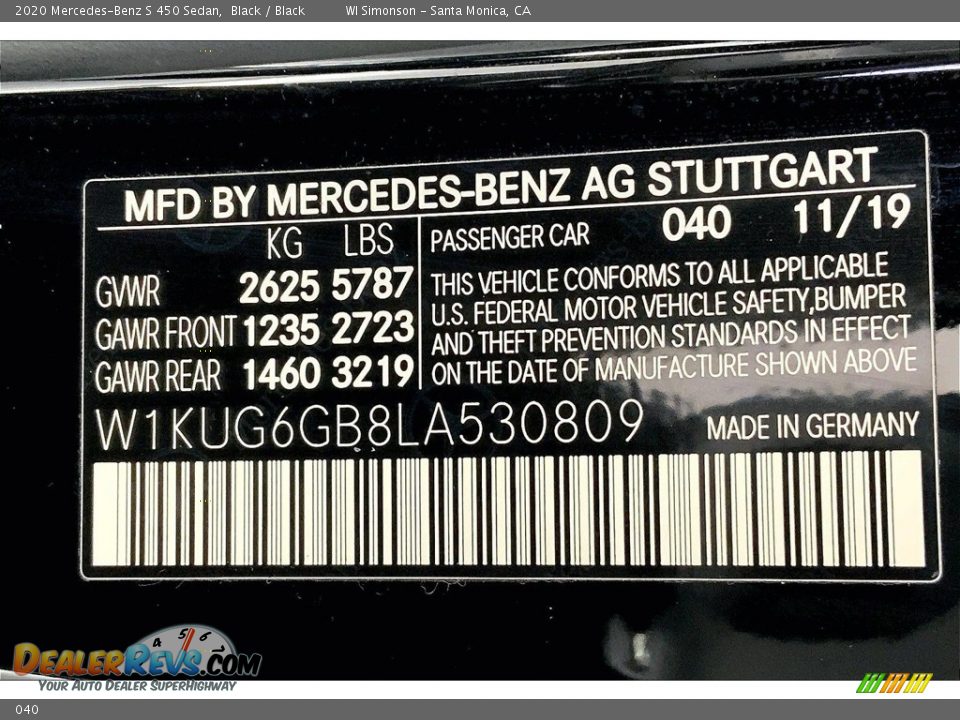 2020 Mercedes-Benz S 450 Sedan, Black / Black WI Simonson - Santa Monica, CA
MFD BY MERCEDES-BENZ AG STUTTGART
KG LBS
GVWR 2625 5787
GAWR FRONT 1235 2723
GAWR REAR 1460 3219
PASSENGER CAR 040 11/19
THIS VEHICLE CONFORMS TO ALL APPLICABLE
U.S. FEDERAL MOTOR VEHICLE SAFETY,BUMPER
AND THEFT PREVENTION STANDARDS IN EFFECT
ON THE DATE OF MANUFACTURE SHOWN ABOVE
W1KUG6GB8LA530809 MADE IN GERMANY
4 5 6
DEALERREVS.COM
YOUR AUTO DEALER SUPERHIGHWAY
040